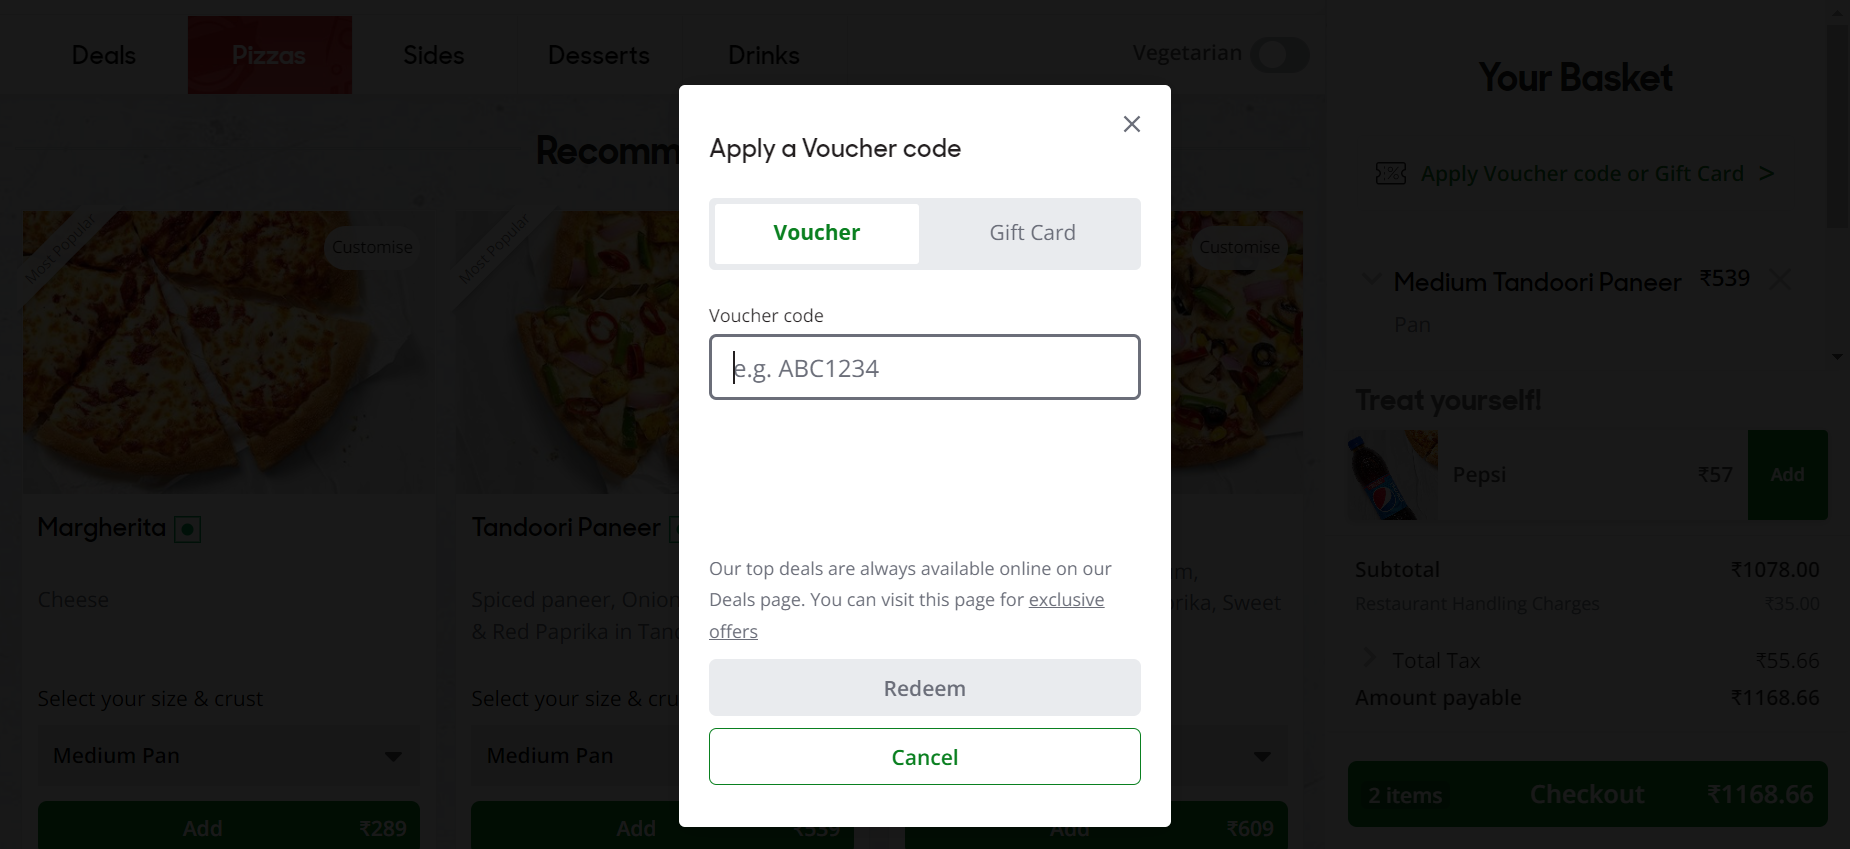 Deals
Pizzas
Sides
Desserts
Drinks
Vegetarian
Recomm
Most Popular
Customise
Margherita
Cheese
Select your size & crust
Medium Pan
Add ₹289
Most Popular
Tandoori Paneer
Spiced paneer, Onion
& Red Paprika in Tan
Select your size & cru
Medium Pan
Add ₹539
Customise
rika, Sweet
Add ₹609
Apply a Voucher code
Voucher
Gift Card
Voucher code
e.g. ABC1234
Our top deals are always available online on our
Deals page. You can visit this page for exclusive
offers
Redeem
Cancel
Your Basket
Apply Voucher code or Gift Card >
Medium Tandoori Paneer ₹539
Pan
Treat yourself!
Pepsi ₹57 Add
Subtotal ₹1078.00
Restaurant Handling Charges ₹35.00
Total Tax ₹55.66
Amount payable ₹1168.66
2 items Checkout ₹1168.66